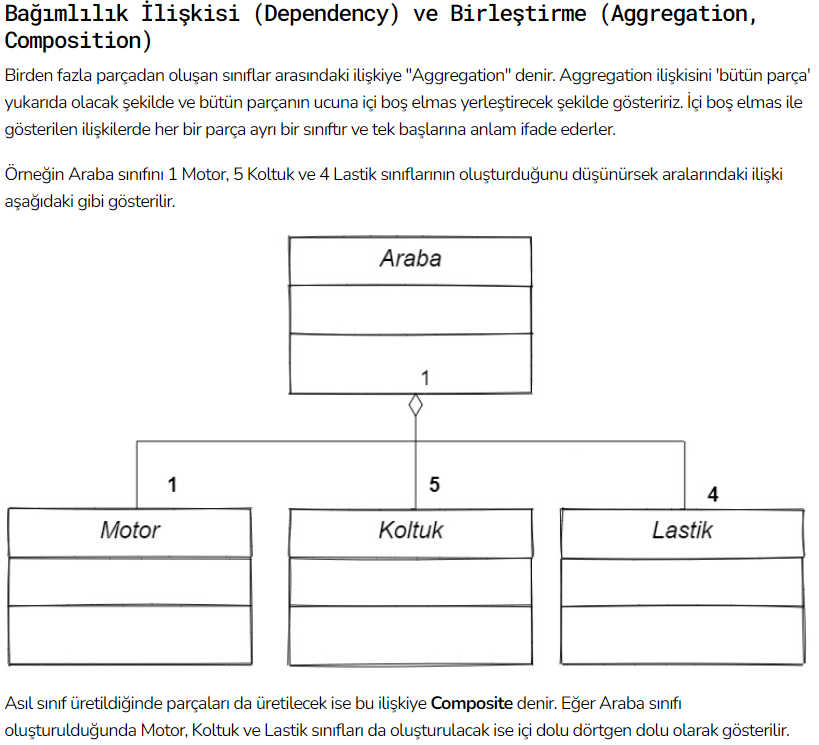 Bağımlılık İlişkisi (Dependency) ve Birleştirme (Aggregation,
Composition)
Birden fazla parçadan oluşan sınıflar arasındaki ilişkiye "Aggregation" denir. Aggregation ilişkisini 'bütün parça'
yukarıda olacak şekilde ve bütün parçanın ucuna içi boş elmas yerleştirecek şekilde gösteririz. İçi boş elmas ile
gösterilen ilişkilerde her bir parça ayrı bir sınıftır ve tek başlarına anlam ifade ederler.
Örneğin Araba sınıfını 1 Motor, 5 Koltuk ve 4 Lastik sınıflarının oluşturduğunu düşünürsek aralarındaki ilişki
aşağıdaki gibi gösterilir.
Araba
1
1
5
4
Motor
Koltuk
Lastik
Asıl sınıf üretildiğinde parçaları da üretilecek ise bu ilişkiye Composite denir. Eğer Araba sınıfı
oluşturulduğunda Motor, Koltuk ve Lastik sınıfları da oluşturulacak ise içi dolu dörtgen dolu olarak gösterilir.